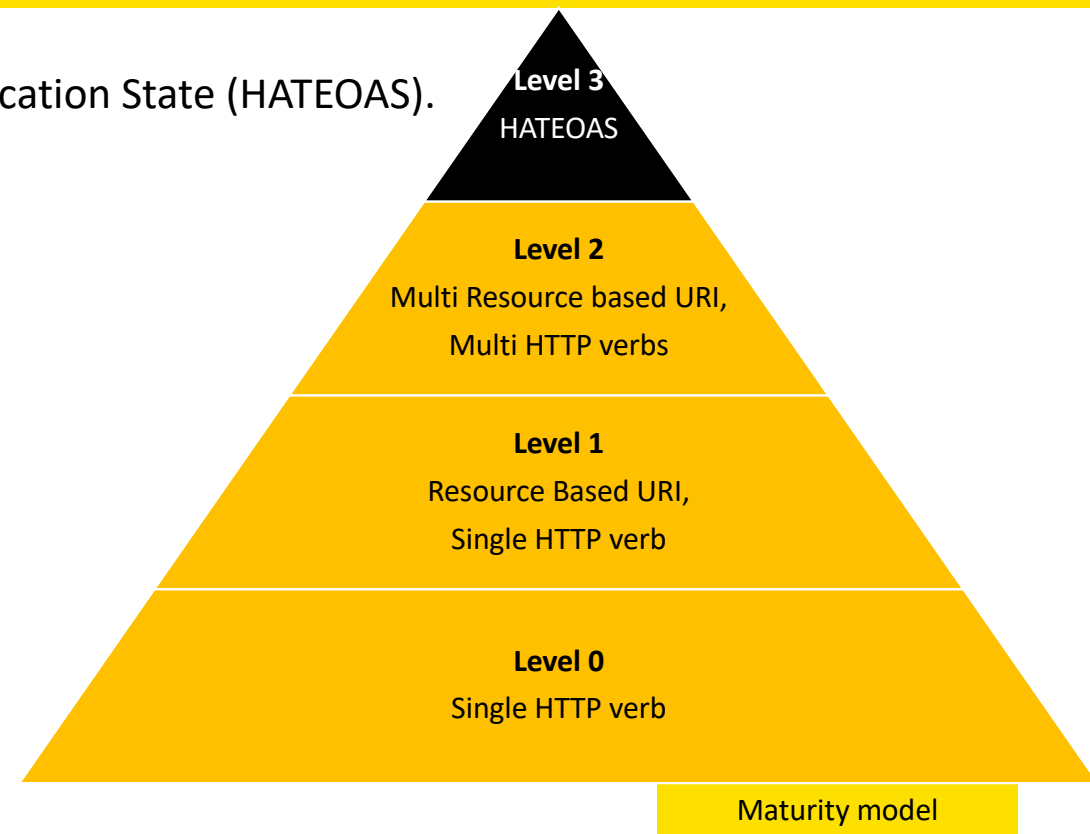 cation State (HATEOAS).
Level 3
HATEOAS
Level 2
Multi Resource based URI,
Multi HTTP verbs
Level 1
Resource Based URI,
Single HTTP verb
Level 0
Single HTTP verb
Maturity model